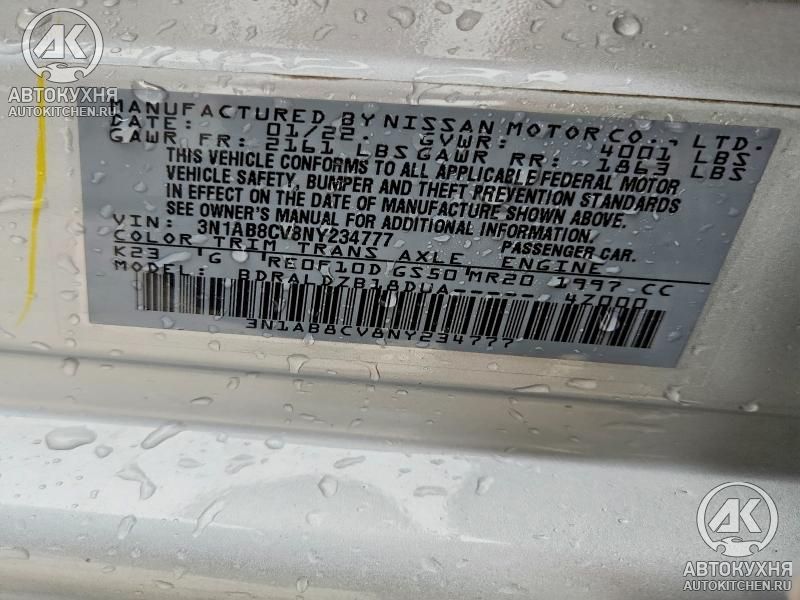 АК
АВТОКУХНЯ
AUTOKITCHEN.RU
MANUFACTURED BY NISSAN MOTOR CO., LTD.
DATE: 01/22. GVWR: 4001 LBS
GAWR FR: 2161 LBS GAWR RR: 1863 LBS
THIS VEHICLE CONFORMS TO ALL APPLICABLE FEDERAL MOTOR
VEHICLE SAFETY, BUMPER AND THEFT PREVENTION STANDARDS
IN EFFECT ON THE DATE OF MANUFACTURE SHOWN ABOVE.
SEE OWNER'S MANUAL FOR ADDITIONAL INFORMATION.
VIN: 3N1AB8CV8NY234777 PASSENGER CAR.
COLOR TRIM TRANS AXLE ENGINE
K23 G RE0F10D GS50 MR20 1997 CC
MODEL: BDRALDZB18DUA----- 4Z000
3N1AB8CV8NY234777
АК
АВТОКУХНЯ
AUTOKITCHEN.RU